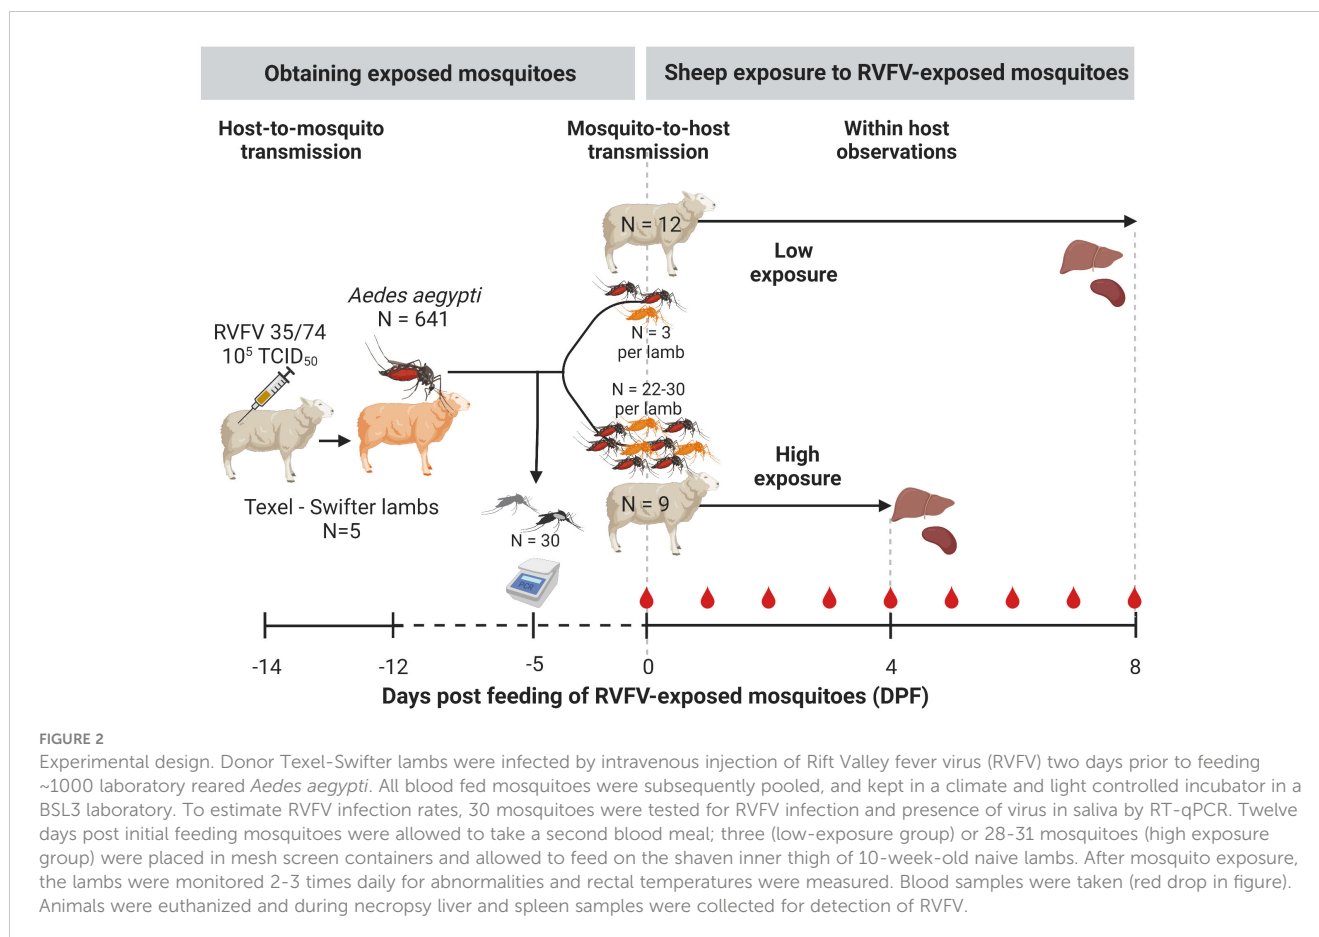 Obtaining exposed mosquitoes
Sheep exposure to RVFV-exposed mosquitoes
Host-to-mosquito
transmission
Mosquito-to-host
transmission
Within host
observations
N = 12
Low
exposure
Aedes aegypti
N = 641
RVFV 35/74
10⁵ TCID₅₀
N = 3
per lamb
N = 22-30
per lamb
High
exposure
Texel - Swifter lambs
N=5
N = 9
N = 30
PCR
-14
-12
-5
0
4
8
Days post feeding of RVFV-exposed mosquitoes (DPF)
FIGURE 2
Experimental design. Donor Texel-Swifter lambs were infected by intravenous injection of Rift Valley fever virus (RVFV) two days prior to feeding
~1000 laboratory reared Aedes aegypti. All blood fed mosquitoes were subsequently pooled, and kept in a climate and light controlled incubator in a
BSL3 laboratory. To estimate RVFV infection rates, 30 mosquitoes were tested for RVFV infection and presence of virus in saliva by RT-qPCR. Twelve
days post initial feeding mosquitoes were allowed to take a second blood meal; three (low-exposure group) or 28-31 mosquitoes (high exposure
group) were placed in mesh screen containers and allowed to feed on the shaven inner thigh of 10-week-old naive lambs. After mosquito exposure,
the lambs were monitored 2-3 times daily for abnormalities and rectal temperatures were measured. Blood samples were taken (red drop in figure).
Animals were euthanized and during necropsy liver and spleen samples were collected for detection of RVFV.